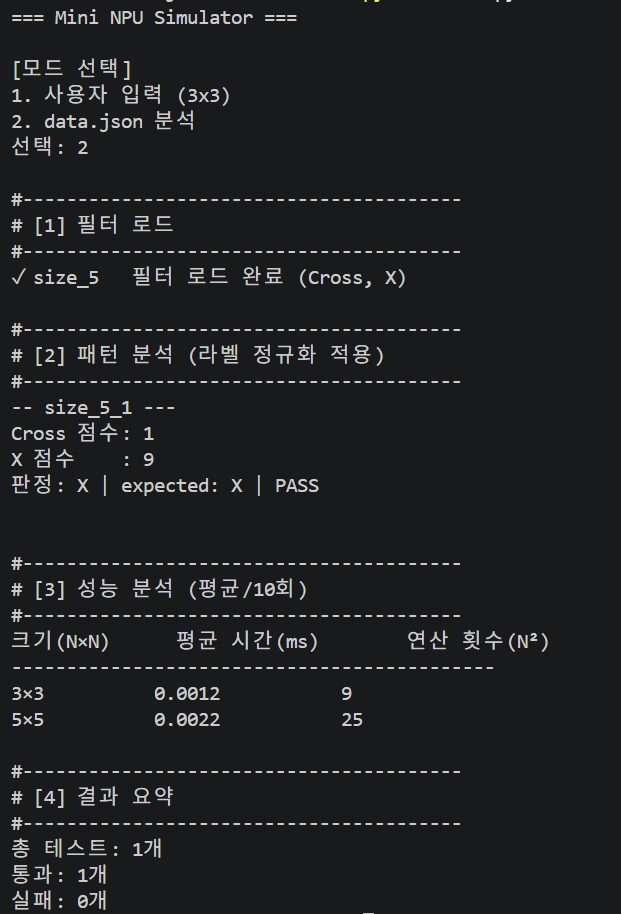 === Mini NPU Simulator ===
[모드 선택]
1. 사용자 입력 (3x3)
2. data.json 분석
선택: 2
#----------------------------------------
# [1] 필터 로드
#----------------------------------------
✓ size_5 필터 로드 완료 (Cross, X)
#----------------------------------------
# [2] 패턴 분석 (라벨 정규화 적용)
#----------------------------------------
-- size_5_1 ---
Cross 점수: 1
X 점수 : 9
판정: X | expected: X | PASS
#----------------------------------------
# [3] 성능 분석 (평균/10회)
#----------------------------------------
크기(N×N) 평균 시간(ms) 연산 횟수(N²)
--------------------------------------------
3×3 0.0012 9
5×5 0.0022 25
#----------------------------------------
# [4] 결과 요약
#----------------------------------------
총 테스트: 1개
통과: 1개
실패: 0개